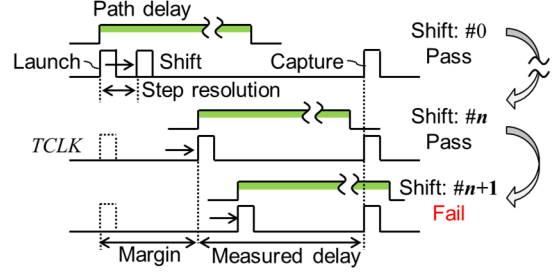 Path delay
Shift: #0
Pass
Launch
Shift
Capture
Step resolution
Shift: #n
Pass
TCLK
Shift: #n+1
Fail
Margin
Measured delay